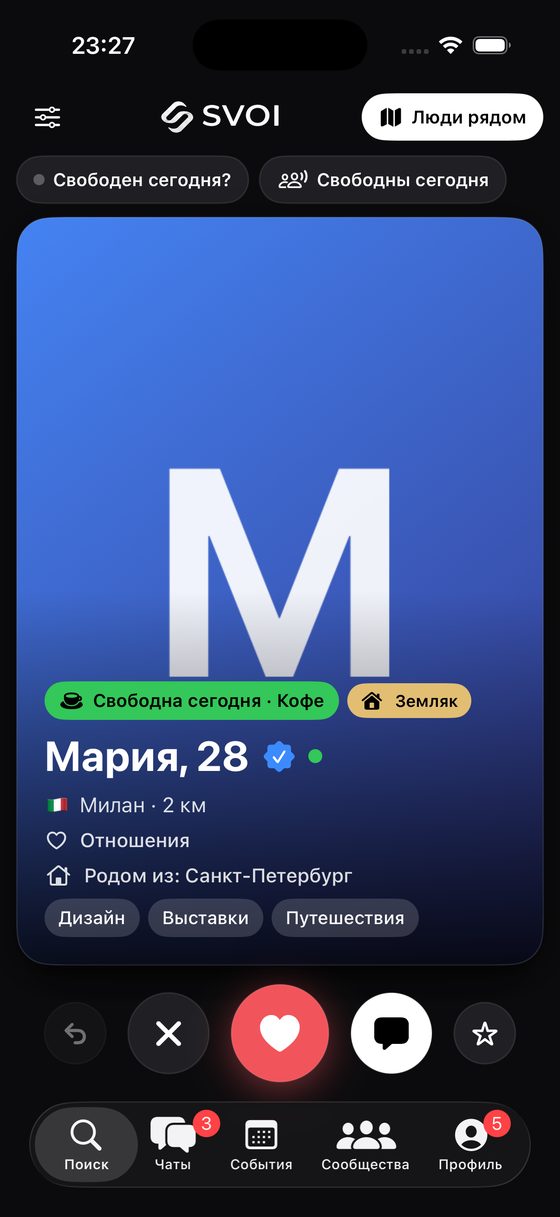 23:27
SVOI
Люди рядом
Свободен сегодня?
Свободны сегодня
М
Свободна сегодня · Кофе
Земляк
Мария, 28
Милан · 2 км
Отношения
Родом из: Санкт-Петербург
Дизайн
Выставки
Путешествия
3
5
Поиск
Чаты
События
Сообщества
Профиль